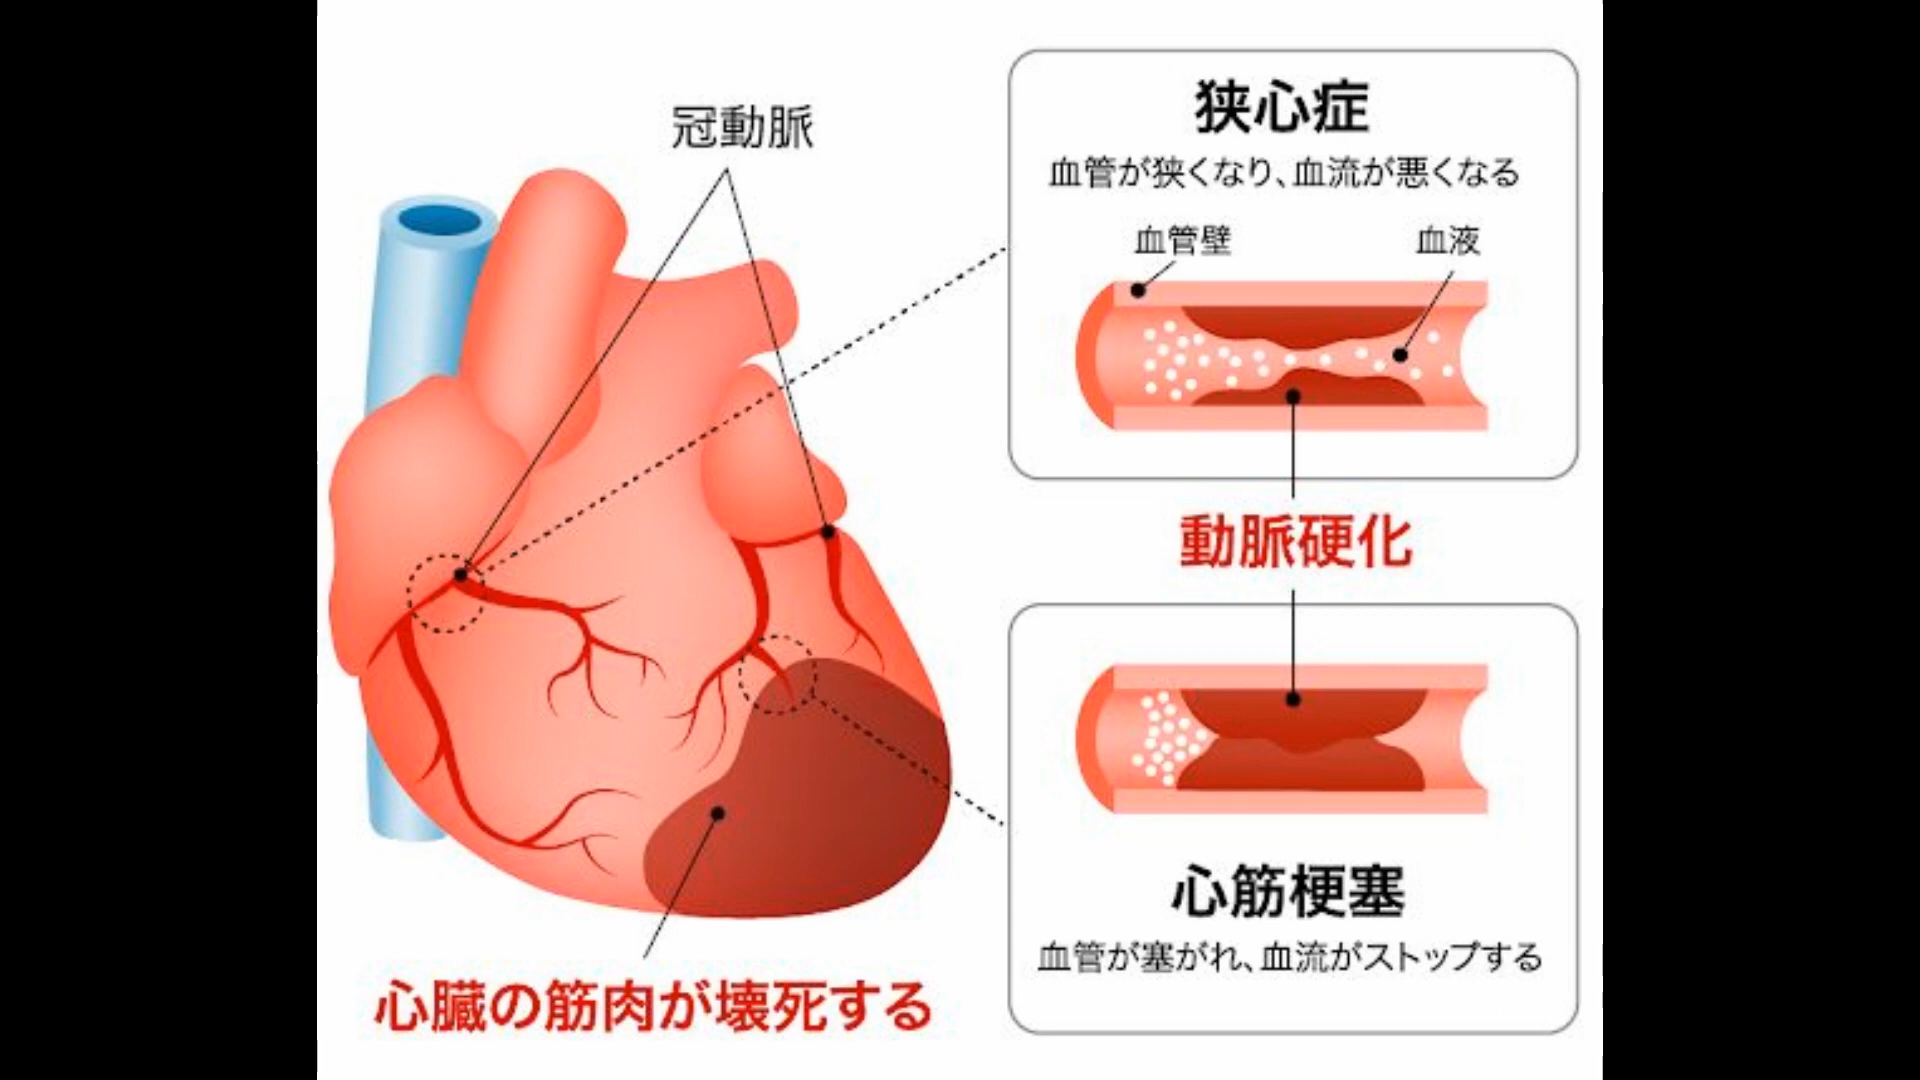 冠動脈
狭心症
血管が狭くなり、血流が悪くなる
血管壁
血液
動脈硬化
心筋梗塞
血管が塞がれ、血流がストップする
心臓の筋肉が壊死する